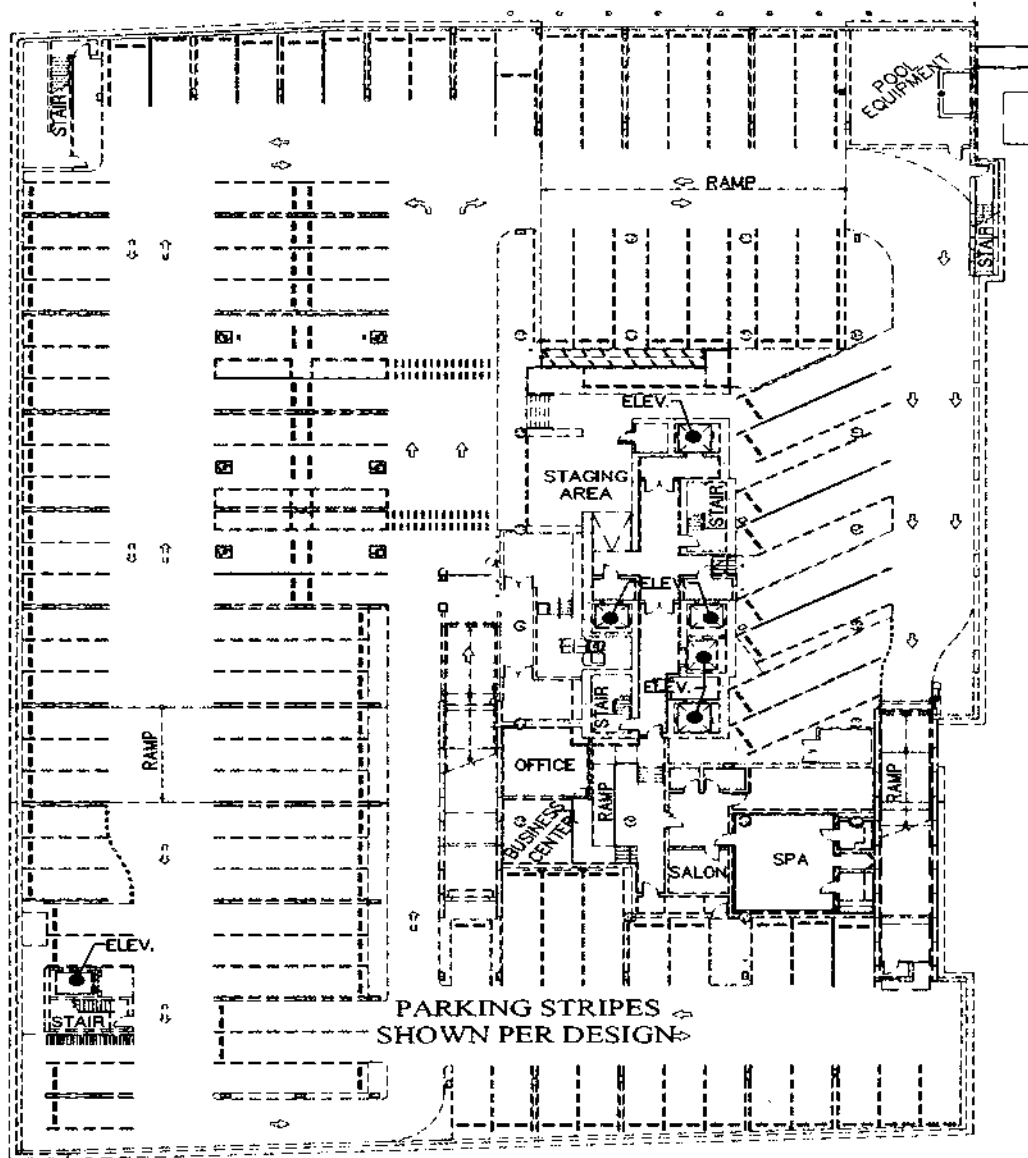 STAIR
POOL
EQUIPMENT
RAMP
STAIR
ELEV.
STAGING
AREA
STAIR
ELEV.
G
ELEV.
STAIR
RAMP
OFFICE
RAMP
RAMP
BUSINESS
CENTER
SALON
SPA
ELEV.
STAIR
PARKING STRIPES
SHOWN PER DESIGN